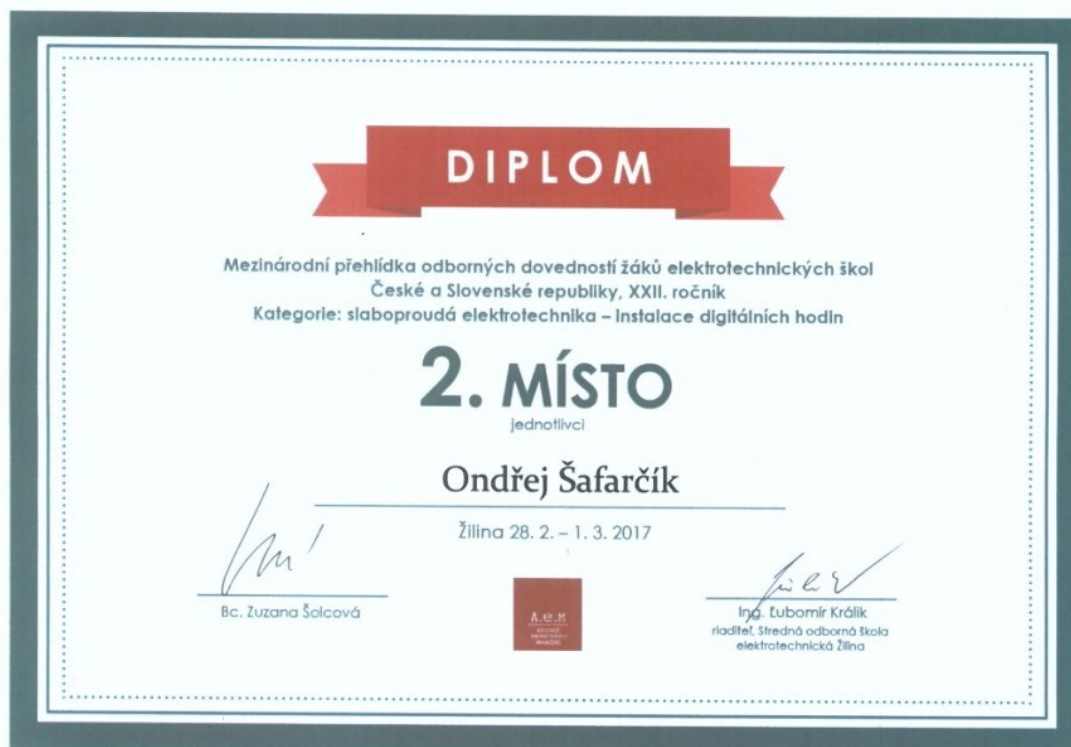 DIPLOM
Mezinárodní přehlídka odborných dovedností žáků elektrotechnických škol
České a Slovenské republiky, XXII. ročník
Kategorie: slaboproudá elektrotechnika – instalace digitálních hodin
2. MÍSTO
jednotlivci
Ondřej Šafarčík
Žilina 28. 2. – 1. 3. 2017
Bc. Zuzana Šolcová
A.e.M
Ing. Ľubomír Králik
riaditeľ, Stredná odborná škola
elektrotechnická Žilina